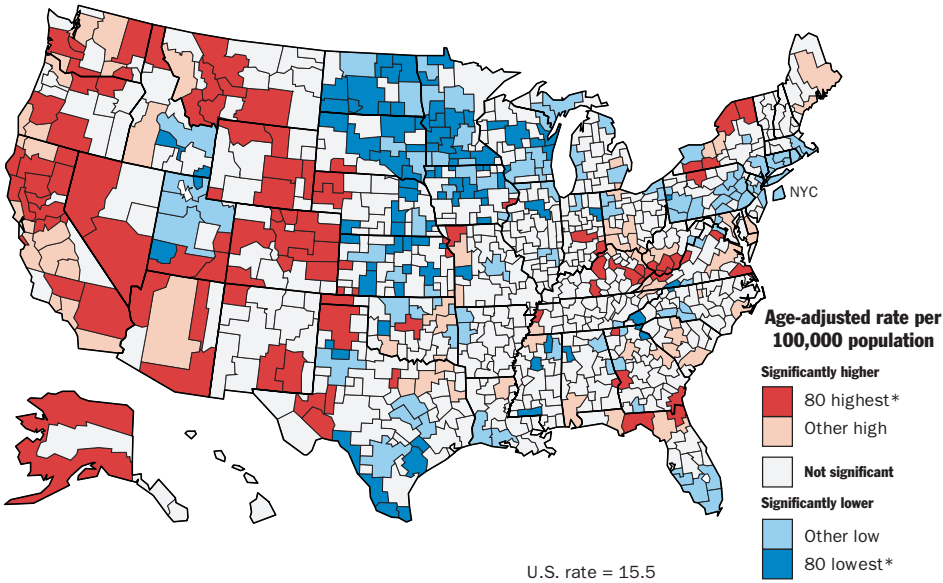 NYC
Age-adjusted rate per
100,000 population
Significantly higher
80 highest*
Other high
Not significant
Significantly lower
Other low
80 lowest*
U.S. rate = 15.5